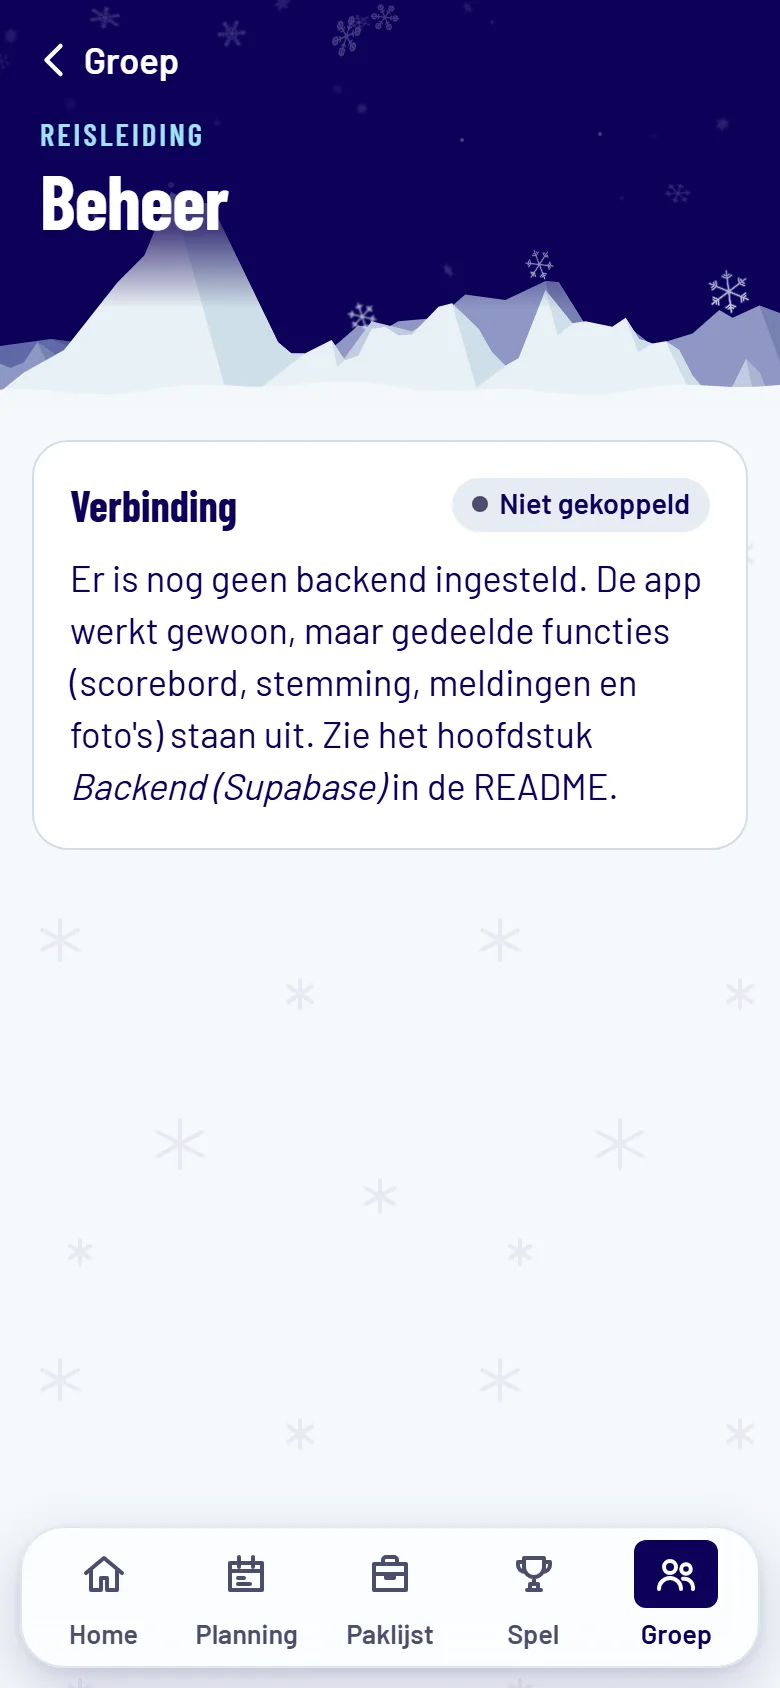 Groep
REISLEIDING
Beheer
Verbinding
Niet gekoppeld
Er is nog geen backend ingesteld. De app
werkt gewoon, maar gedeelde functies
(scorebord, stemming, meldingen en
foto's) staan uit. Zie het hoofdstuk
Backend (Supabase) in de README.
Home
Planning
Paklijst
Spel
Groep